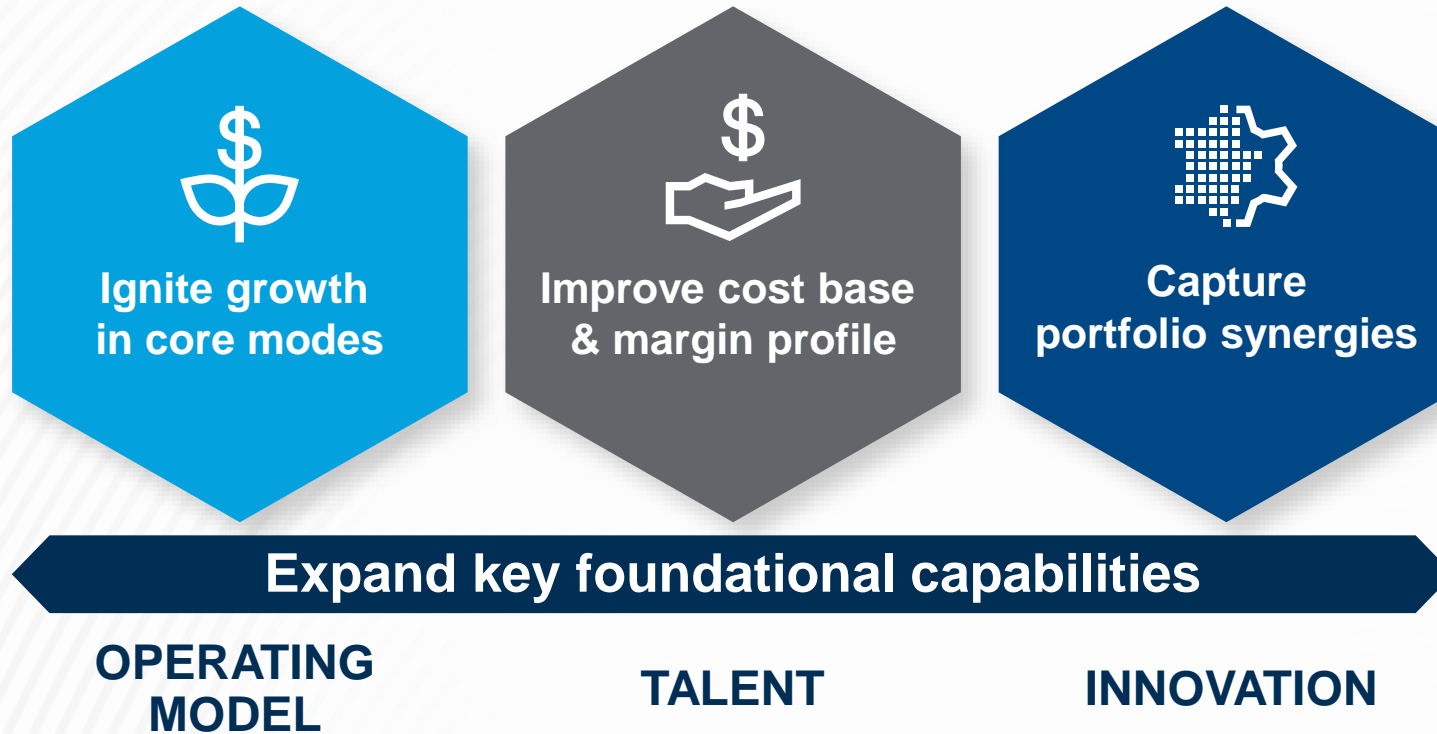 $
Ignite growth
in core modes
$
Improve cost base
& margin profile
Capture
portfolio synergies
Expand key foundational capabilities
OPERATING
MODEL
TALENT
INNOVATION